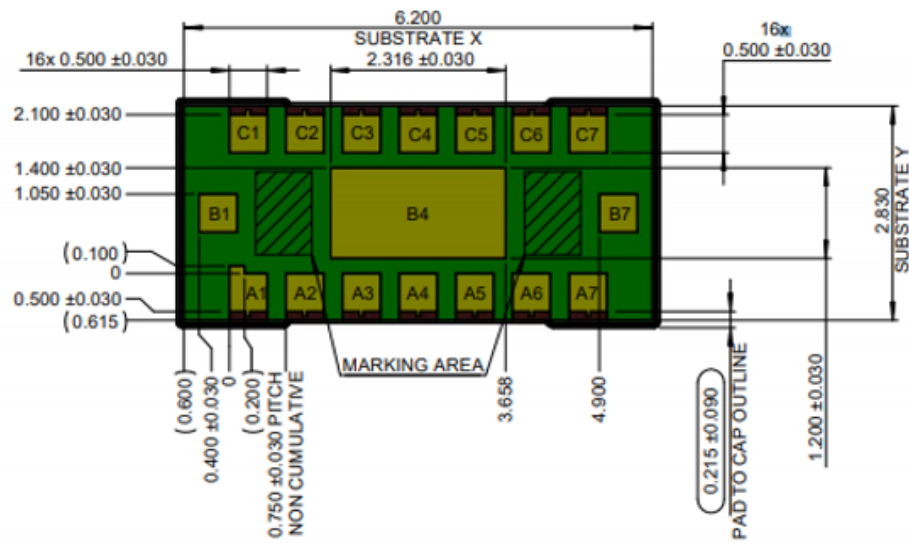 6.200
SUBSTRATE X
16x
0.500 ±0.030
16x 0.500 ±0.030
2.316 ±0.030
2.100 ±0.030
C1 C2 C3 C4 C5 C6 C7
1.400 ±0.030
1.050 ±0.030
B1 B4 B7
2.830
SUBSTRATE Y
(0.100)
0
0.500 ±0.030
A1 A2 A3 A4 A5 A6 A7
(0.615)
MARKING AREA
(0.600)
0.400 ±0.030
0
(0.200)
0.750 ±0.030 PITCH
NON CUMULATIVE
3.658
4.900
0.215 ±0.090
PAD TO CAP OUTLINE
1.200 ±0.030